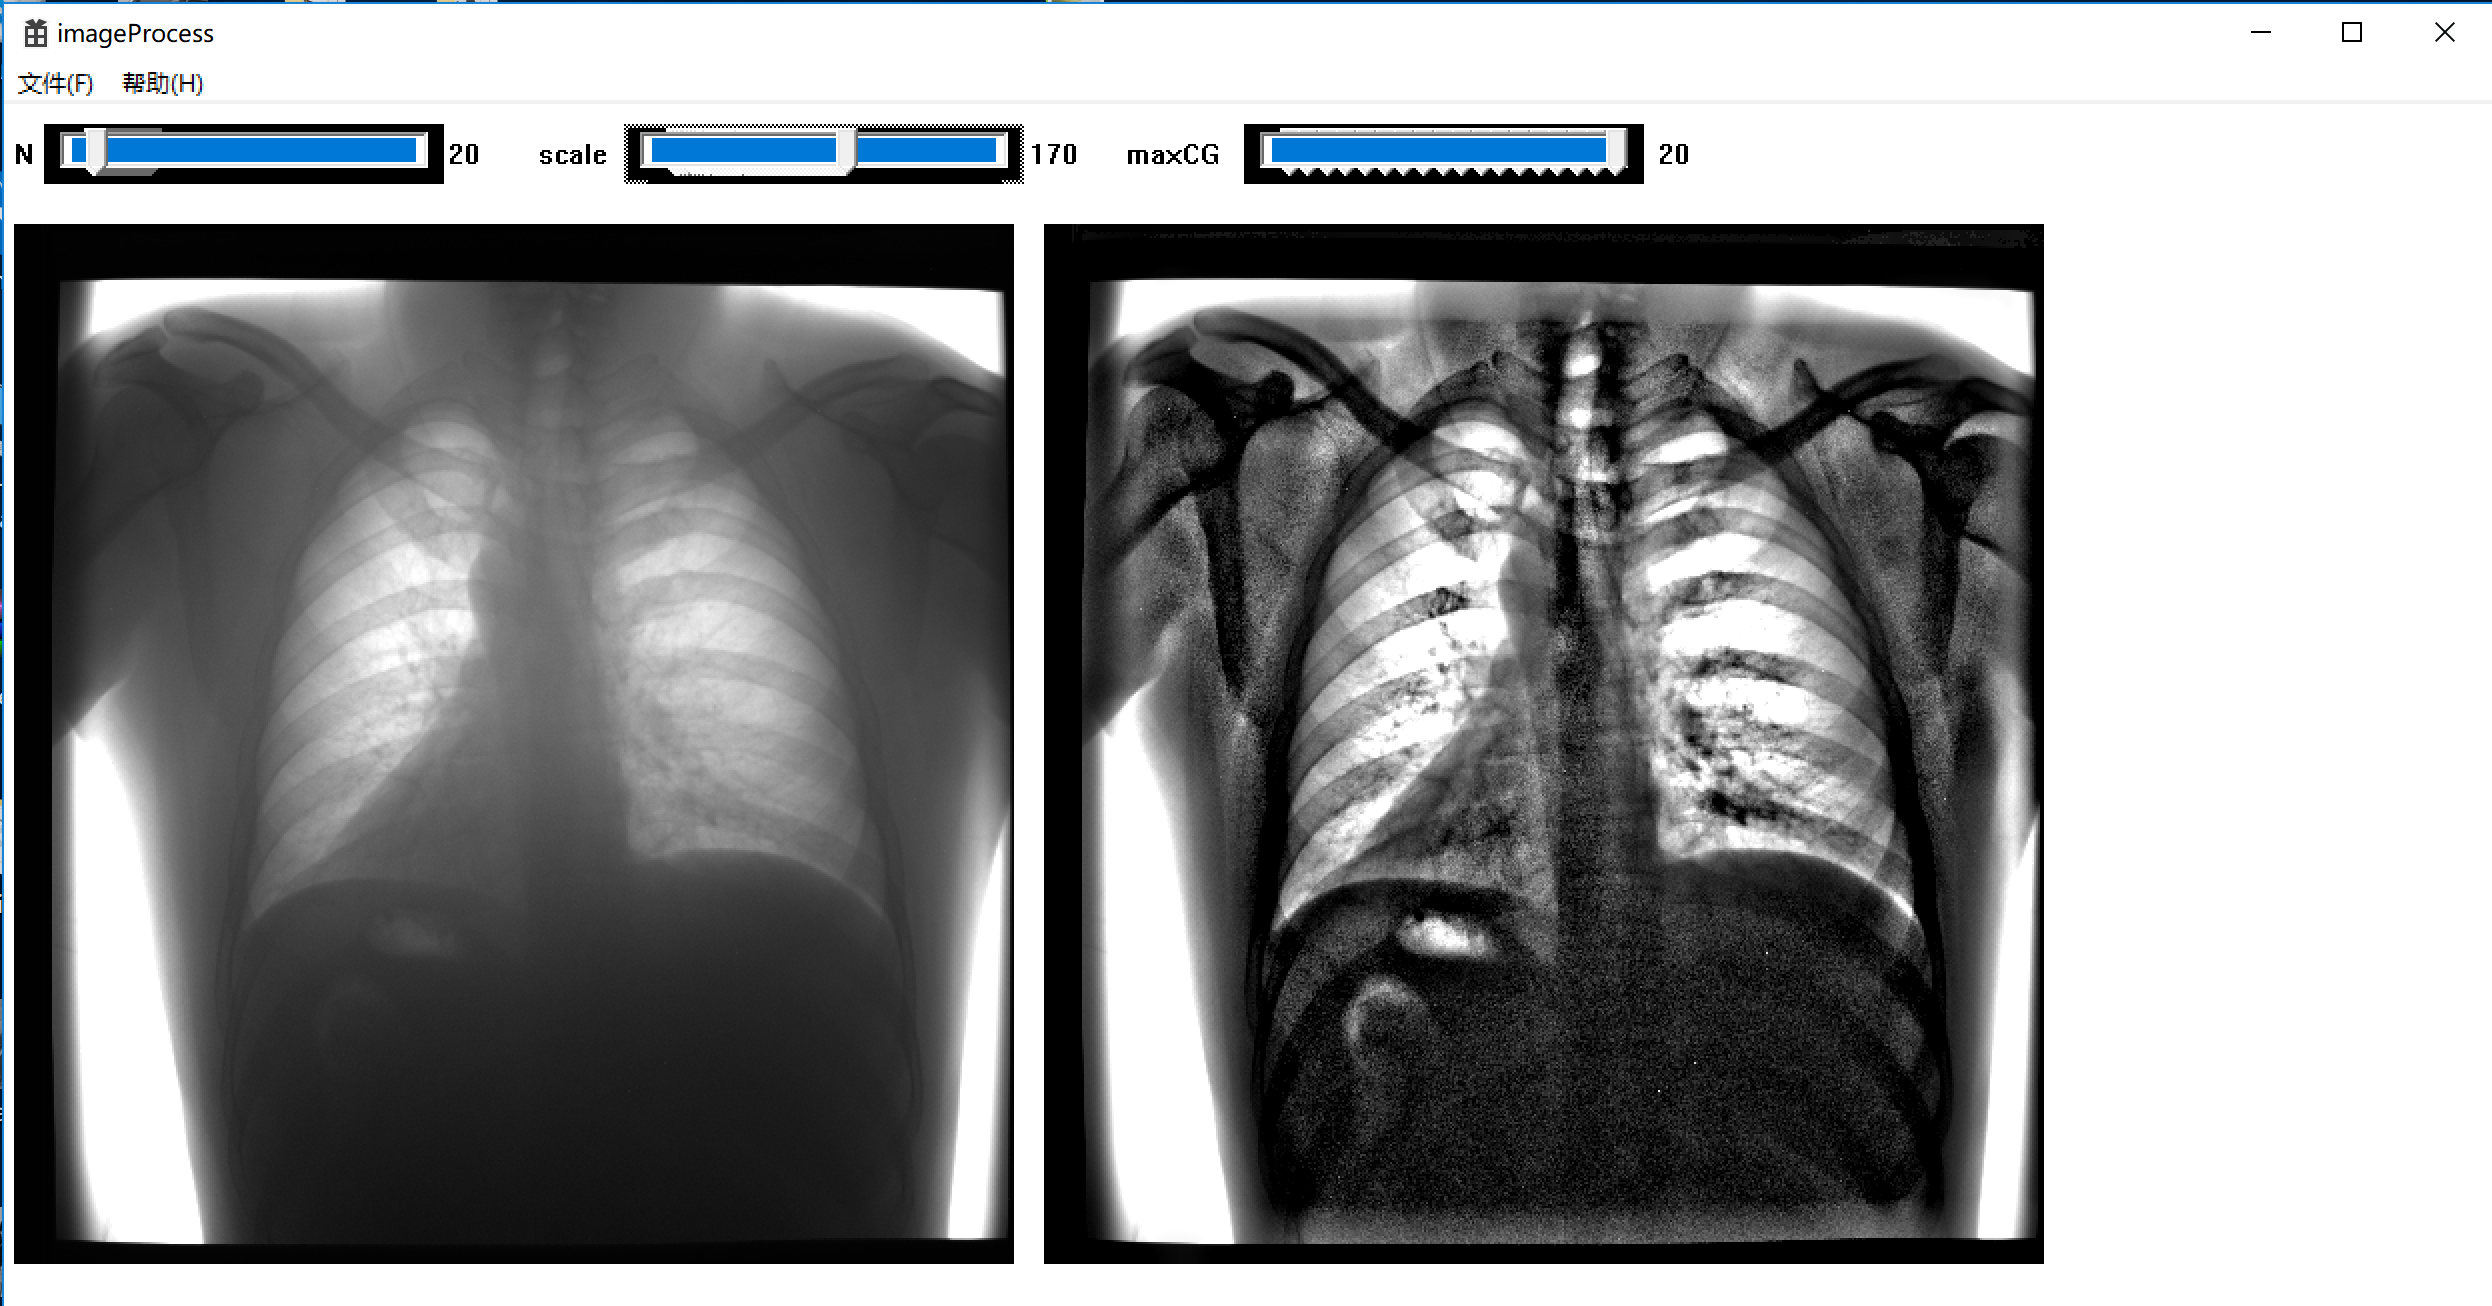 imageProcess
文件(F) 帮助(H)
N 20 scale 170 maxCG 20